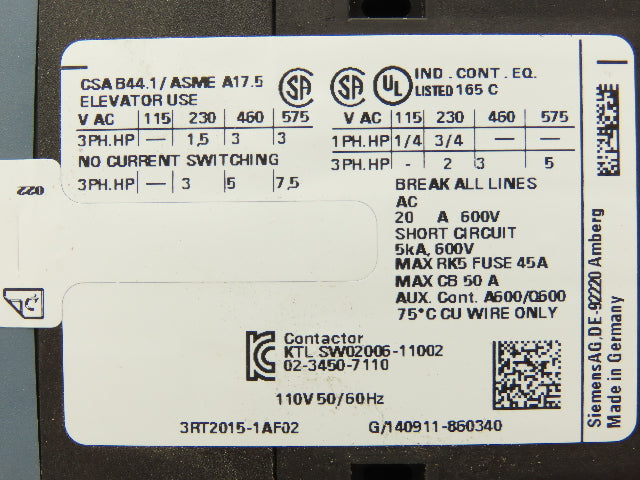 CSA B44.1/ ASME A17.5
ELEVATOR USE
V AC 115 230 460 575
3PH.HP — 1,5 3 3
NO CURRENT SWITCHING
3PH.HP — 3 5 7,5
SA SA UL IND. CONT. EQ.
LISTED 165 C
V AC 115 230 460 575
1PH.HP 1/4 3/4 — —
3PH.HP - 2 3 5
BREAK ALL LINES
AC
20 A 600V
SHORT CIRCUIT
5kA, 600V
MAX RK5 FUSE 45A
MAX CB 50 A
AUX. Cont. A600/Q600
75°C CU WIRE ONLY
Contactor
KTL SW02006-11002
02-3450-7110
110V 50/60Hz
3RT2015-1AF02 G/140911-860340
Siemens AG, DE-92220 Amberg
Made in Germany
022